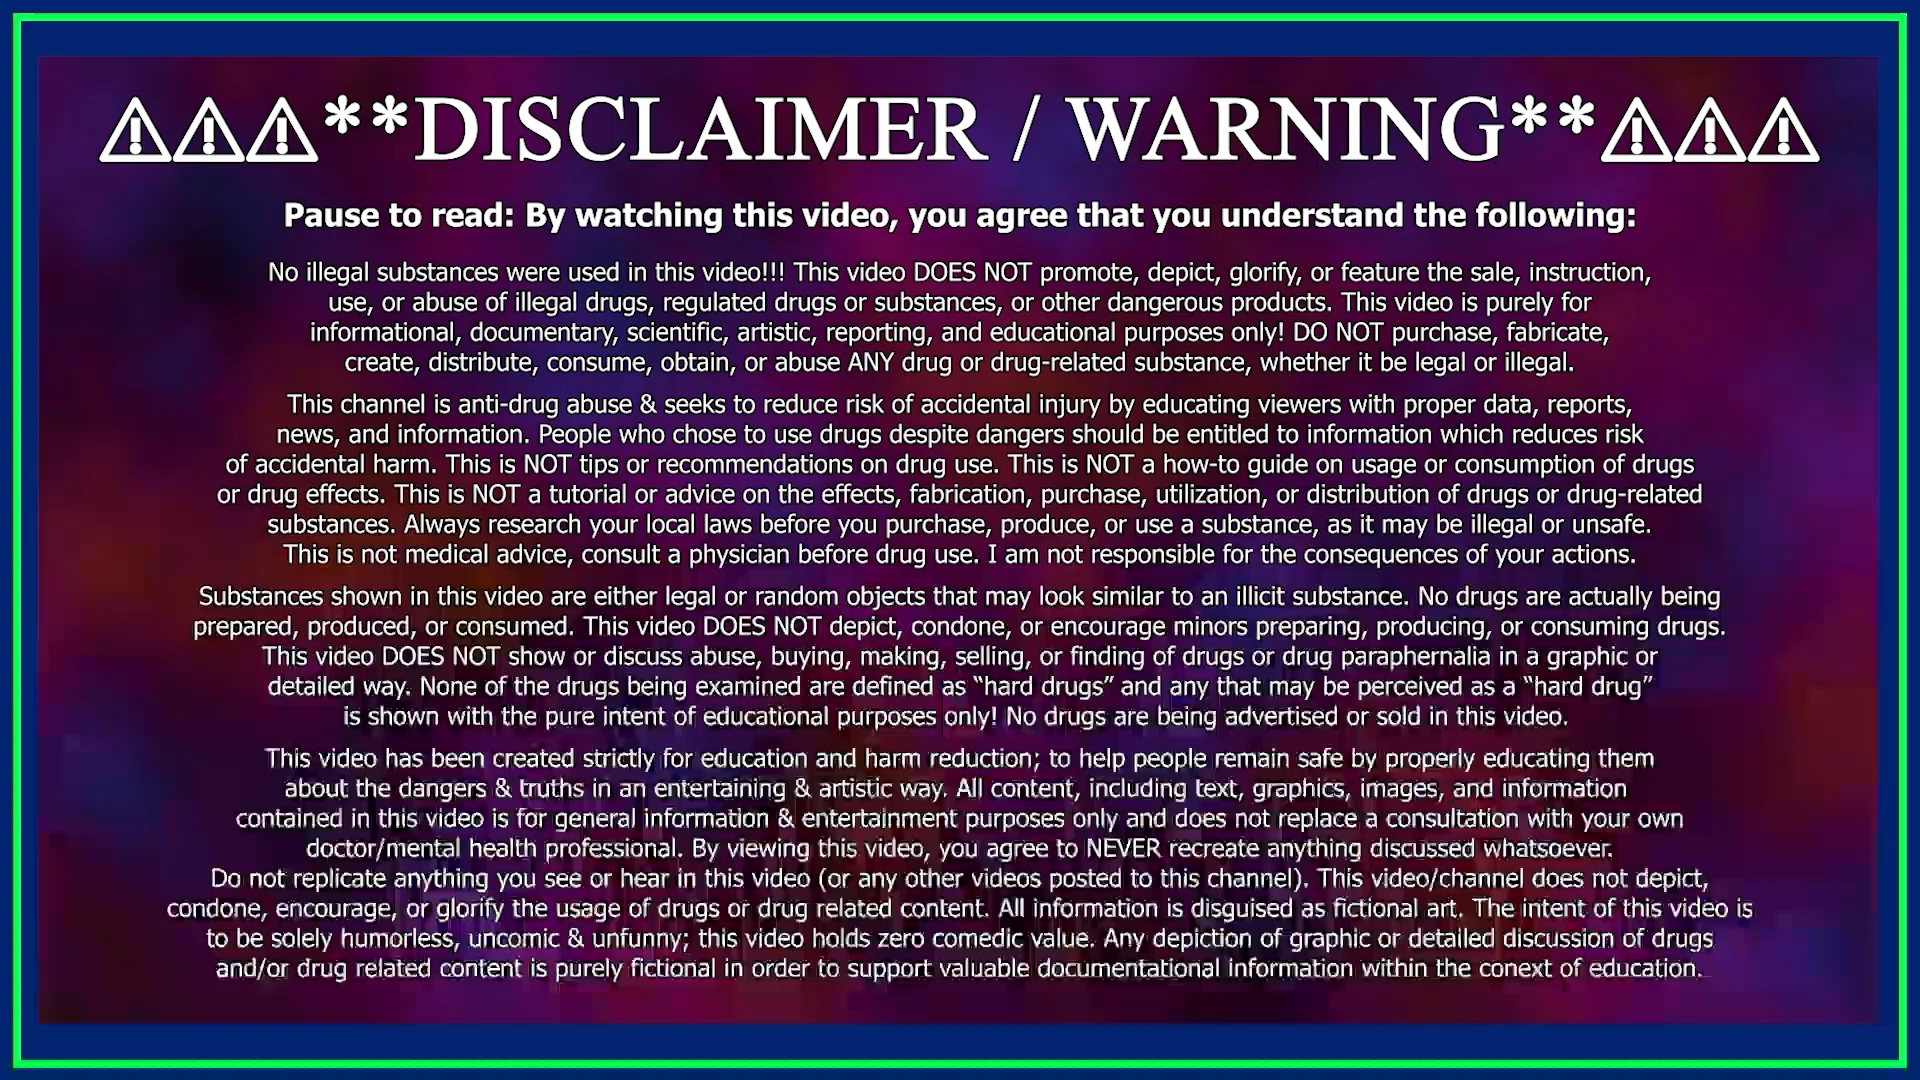 ⚠⚠⚠**DISCLAIMER / WARNING**⚠⚠⚠
Pause to read: By watching this video, you agree that you understand the following:
No illegal substances were used in this video!!! This video DOES NOT promote, depict, glorify, or feature the sale, instruction,
use, or abuse of illegal drugs, regulated drugs or substances, or other dangerous products. This video is purely for
informational, documentary, scientific, artistic, reporting, and educational purposes only! DO NOT purchase, fabricate,
create, distribute, consume, obtain, or abuse ANY drug or drug-related substance, whether it be legal or illegal.
This channel is anti-drug abuse & seeks to reduce risk of accidental injury by educating viewers with proper data, reports,
news, and information. People who chose to use drugs despite dangers should be entitled to information which reduces risk
of accidental harm. This is NOT tips or recommendations on drug use. This is NOT a how-to guide on usage or consumption of drugs
or drug effects. This is NOT a tutorial or advice on the effects, fabrication, purchase, utilization, or distribution of drugs or drug-related
substances. Always research your local laws before you purchase, produce, or use a substance, as it may be illegal or unsafe.
This is not medical advice, consult a physician before drug use. I am not responsible for the consequences of your actions.
Substances shown in this video are either legal or random objects that may look similar to an illicit substance. No drugs are actually being
prepared, produced, or consumed. This video DOES NOT depict, condone, or encourage minors preparing, producing, or consuming drugs.
This video DOES NOT show or discuss abuse, buying, making, selling, or finding of drugs or drug paraphernalia in a graphic or
detailed way. None of the drugs being examined are defined as “hard drugs” and any that may be perceived as a “hard drug”
is shown with the pure intent of educational purposes only! No drugs are being advertised or sold in this video.
This video has been created strictly for education and harm reduction; to help people remain safe by properly educating them
about the dangers & truths in an entertaining & artistic way. All content, including text, graphics, images, and information
contained in this video is for general information & entertainment purposes only and does not replace a consultation with your own
doctor/mental health professional. By viewing this video, you agree to NEVER recreate anything discussed whatsoever.
Do not replicate anything you see or hear in this video (or any other videos posted to this channel). This video/channel does not depict,
condone, encourage, or glorify the usage of drugs or drug related content. All information is disguised as fictional art. The intent of this video is
to be solely humorless, uncomic & unfunny; this video holds zero comedic value. Any depiction of graphic or detailed discussion of drugs
and/or drug related content is purely fictional in order to support valuable documentational information within the conext of education.